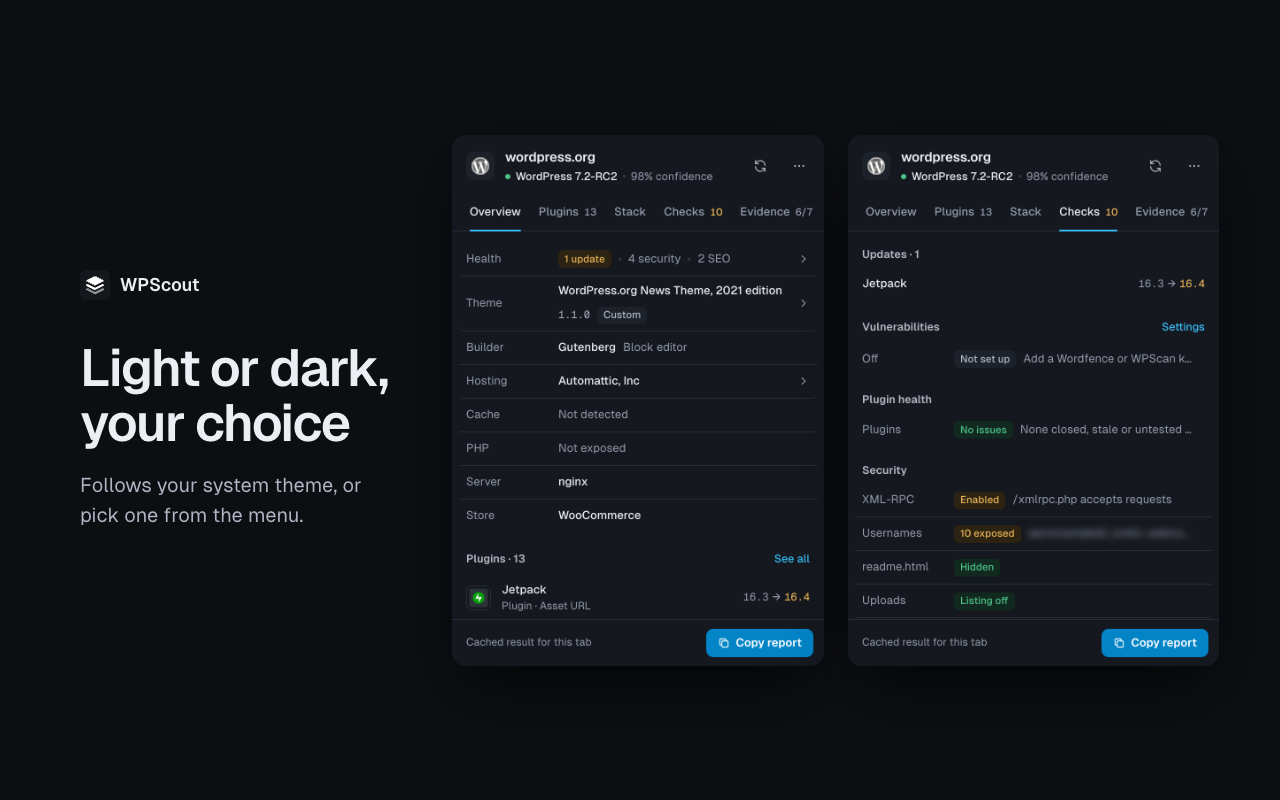 WPScout
Light or dark,
your choice
Follows your system theme, or
pick one from the menu.
wordpress.org
WordPress 7.2-RC2 · 98% confidence
Overview Plugins 13 Stack Checks 10 Evidence 6/7
Health 1 update · 4 security · 2 SEO
Theme WordPress.org News Theme, 2021 edition
1.1.0 Custom
Builder Gutenberg Block editor
Hosting Automattic, Inc
Cache Not detected
PHP Not exposed
Server nginx
Store WooCommerce
Plugins · 13 See all
Jetpack
Plugin · Asset URL
16.3 → 16.4
Cached result for this tab Copy report
wordpress.org
WordPress 7.2-RC2 · 98% confidence
Overview Plugins 13 Stack Checks 10 Evidence 6/7
Updates · 1
Jetpack 16.3 → 16.4
Vulnerabilities Settings
Off Not set up Add a Wordfence or WPScan k…
Plugin health
Plugins No issues None closed, stale or untested …
Security
XML-RPC Enabled /xmlrpc.php accepts requests
Usernames 10 exposed
readme.html Hidden
Uploads Listing off
Cached result for this tab Copy report